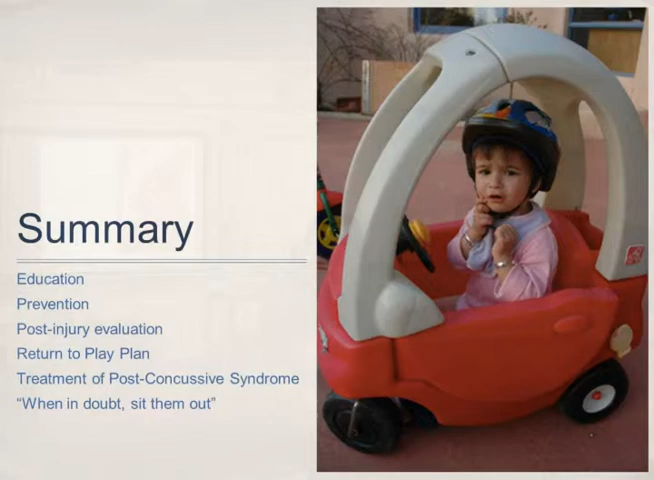 Summary
Education
Prevention
Post-injury evaluation
Return to Play Plan
Treatment of Post-Concussive Syndrome
“When in doubt, sit them out”